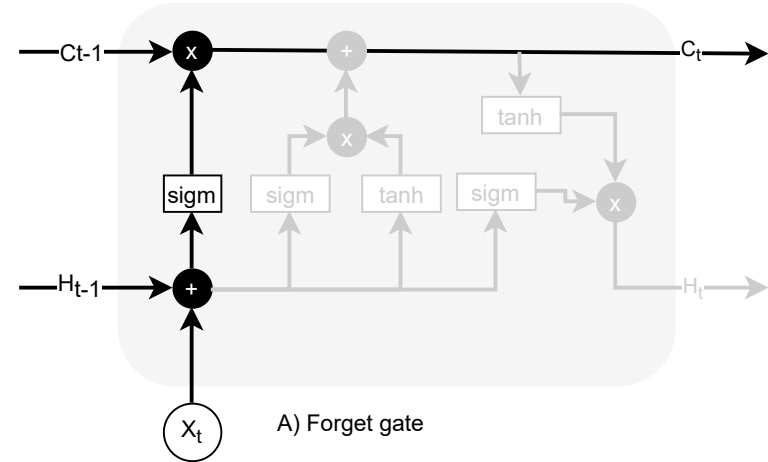 Ct-1
x
+
Ct
tanh
x
sigm
sigm
tanh
sigm
x
Ht-1
+
Ht
Xt
A) Forget gate